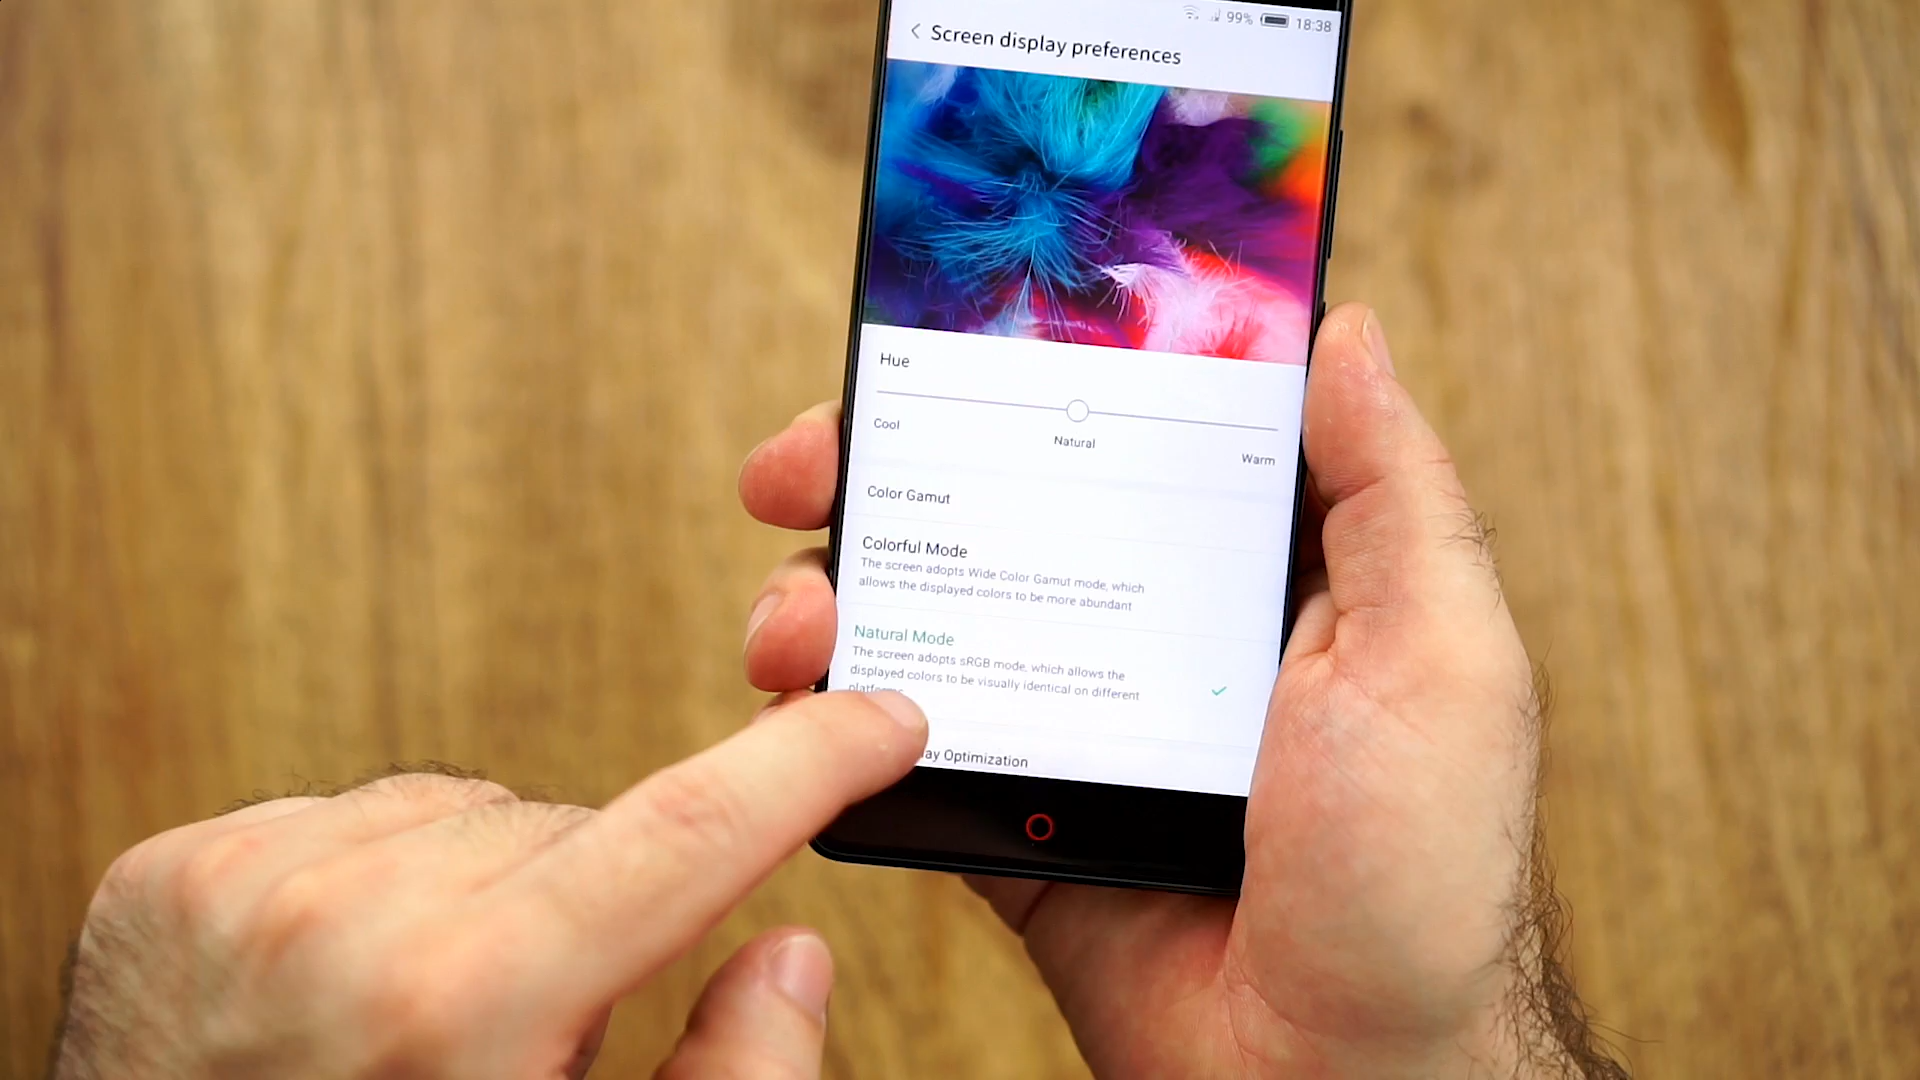 99% 18:38
Screen display preferences
Hue
Cool Natural Warm
Color Gamut
Colorful Mode
The screen adopts Wide Color Gamut mode, which
allows the displayed colors to be more abundant
Natural Mode
The screen adopts sRGB mode, which allows the
displayed colors to be visually identical on different
Optimization